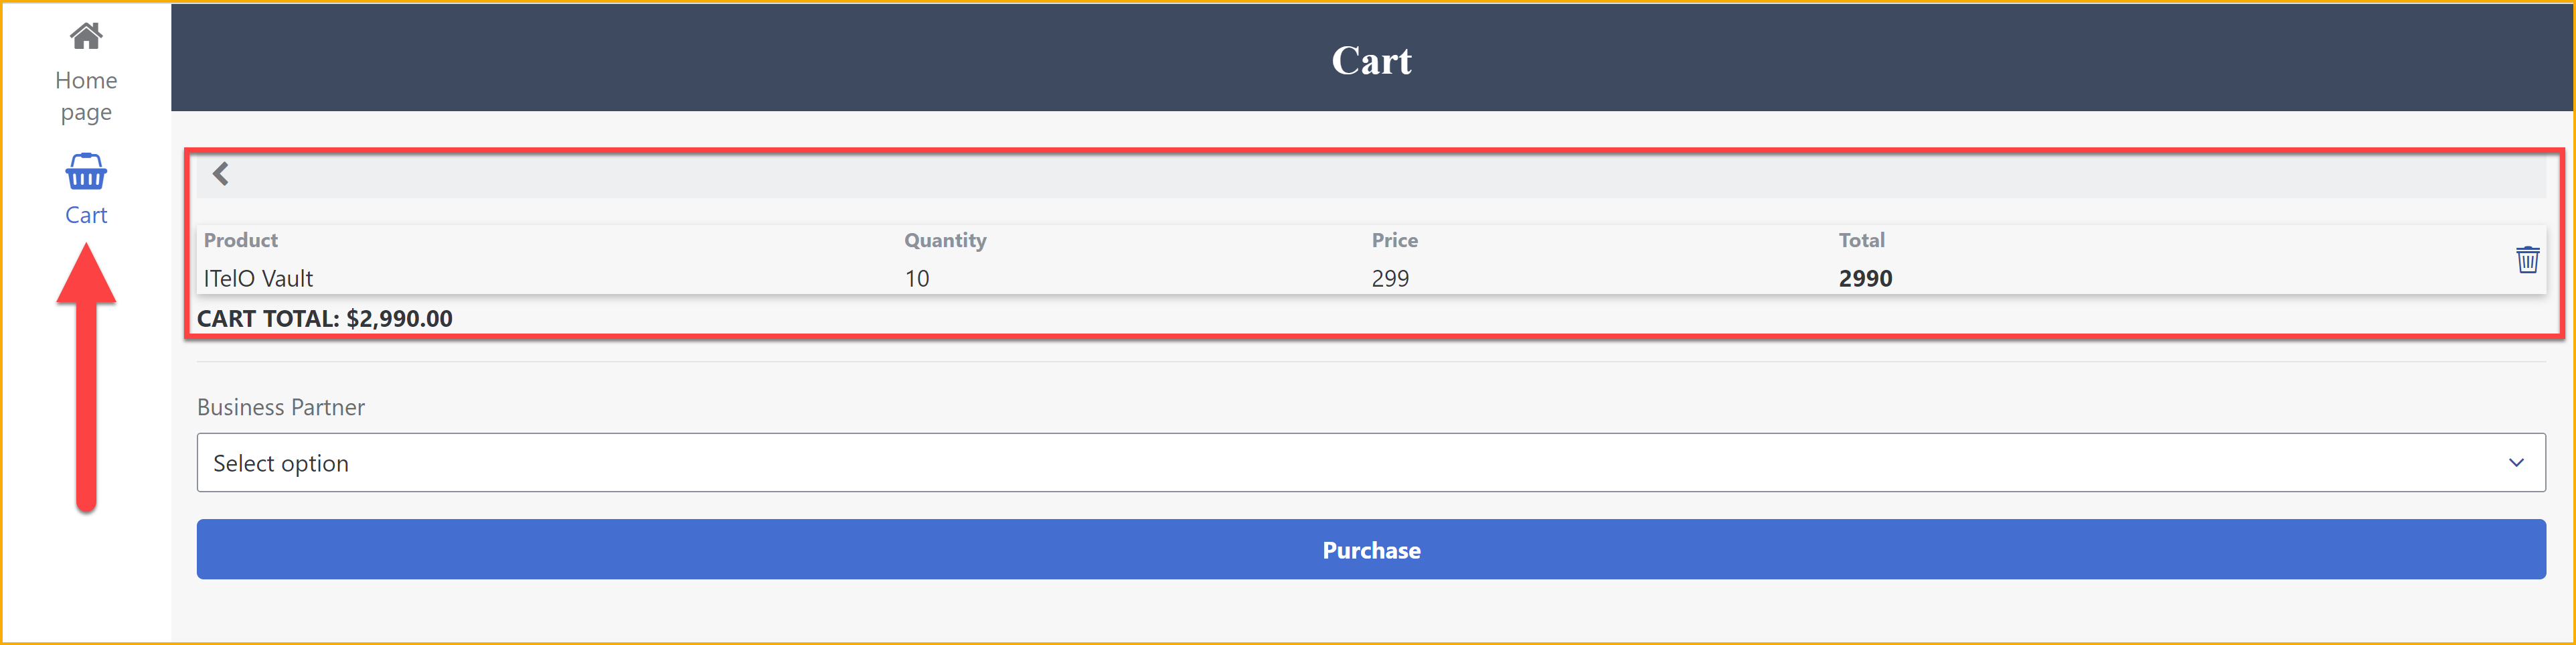 Home
page
Cart
Cart
Product Quantity Price Total
ITelO Vault 10 299 2990
CART TOTAL: $2,990.00
Business Partner
Select option
Purchase